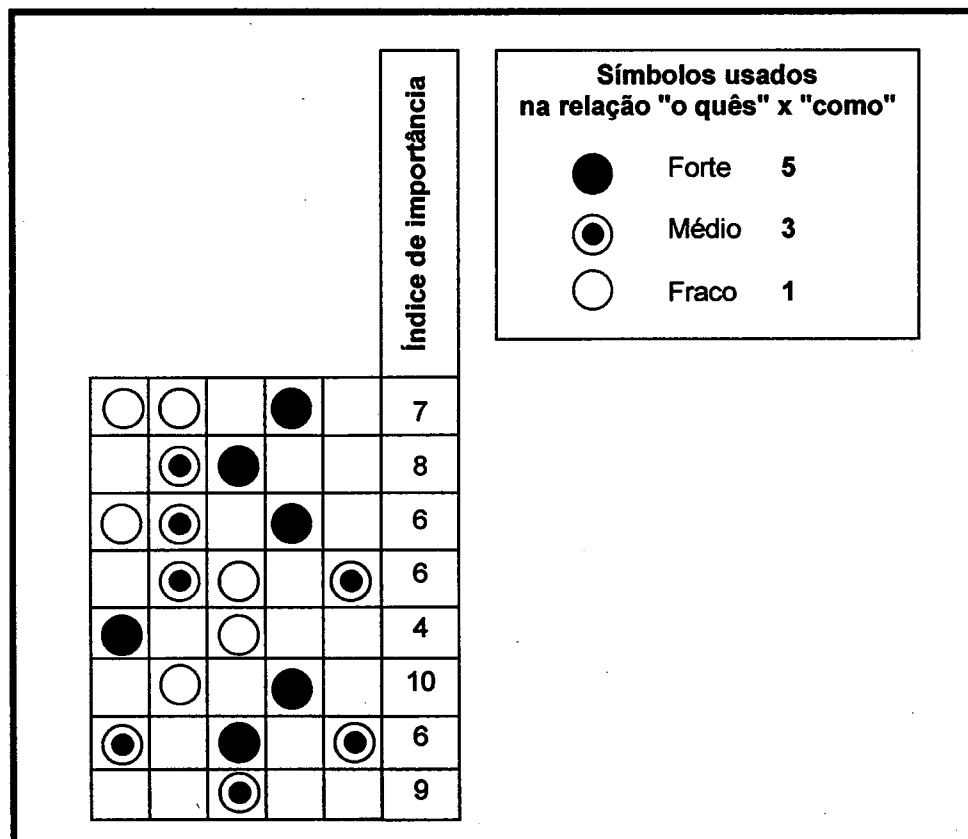 Índice de importância
Símbolos usados
na relação "o quês" x "como"
Forte 5
Médio 3
Fraco 1
7
8
6
6
4
10
6
9